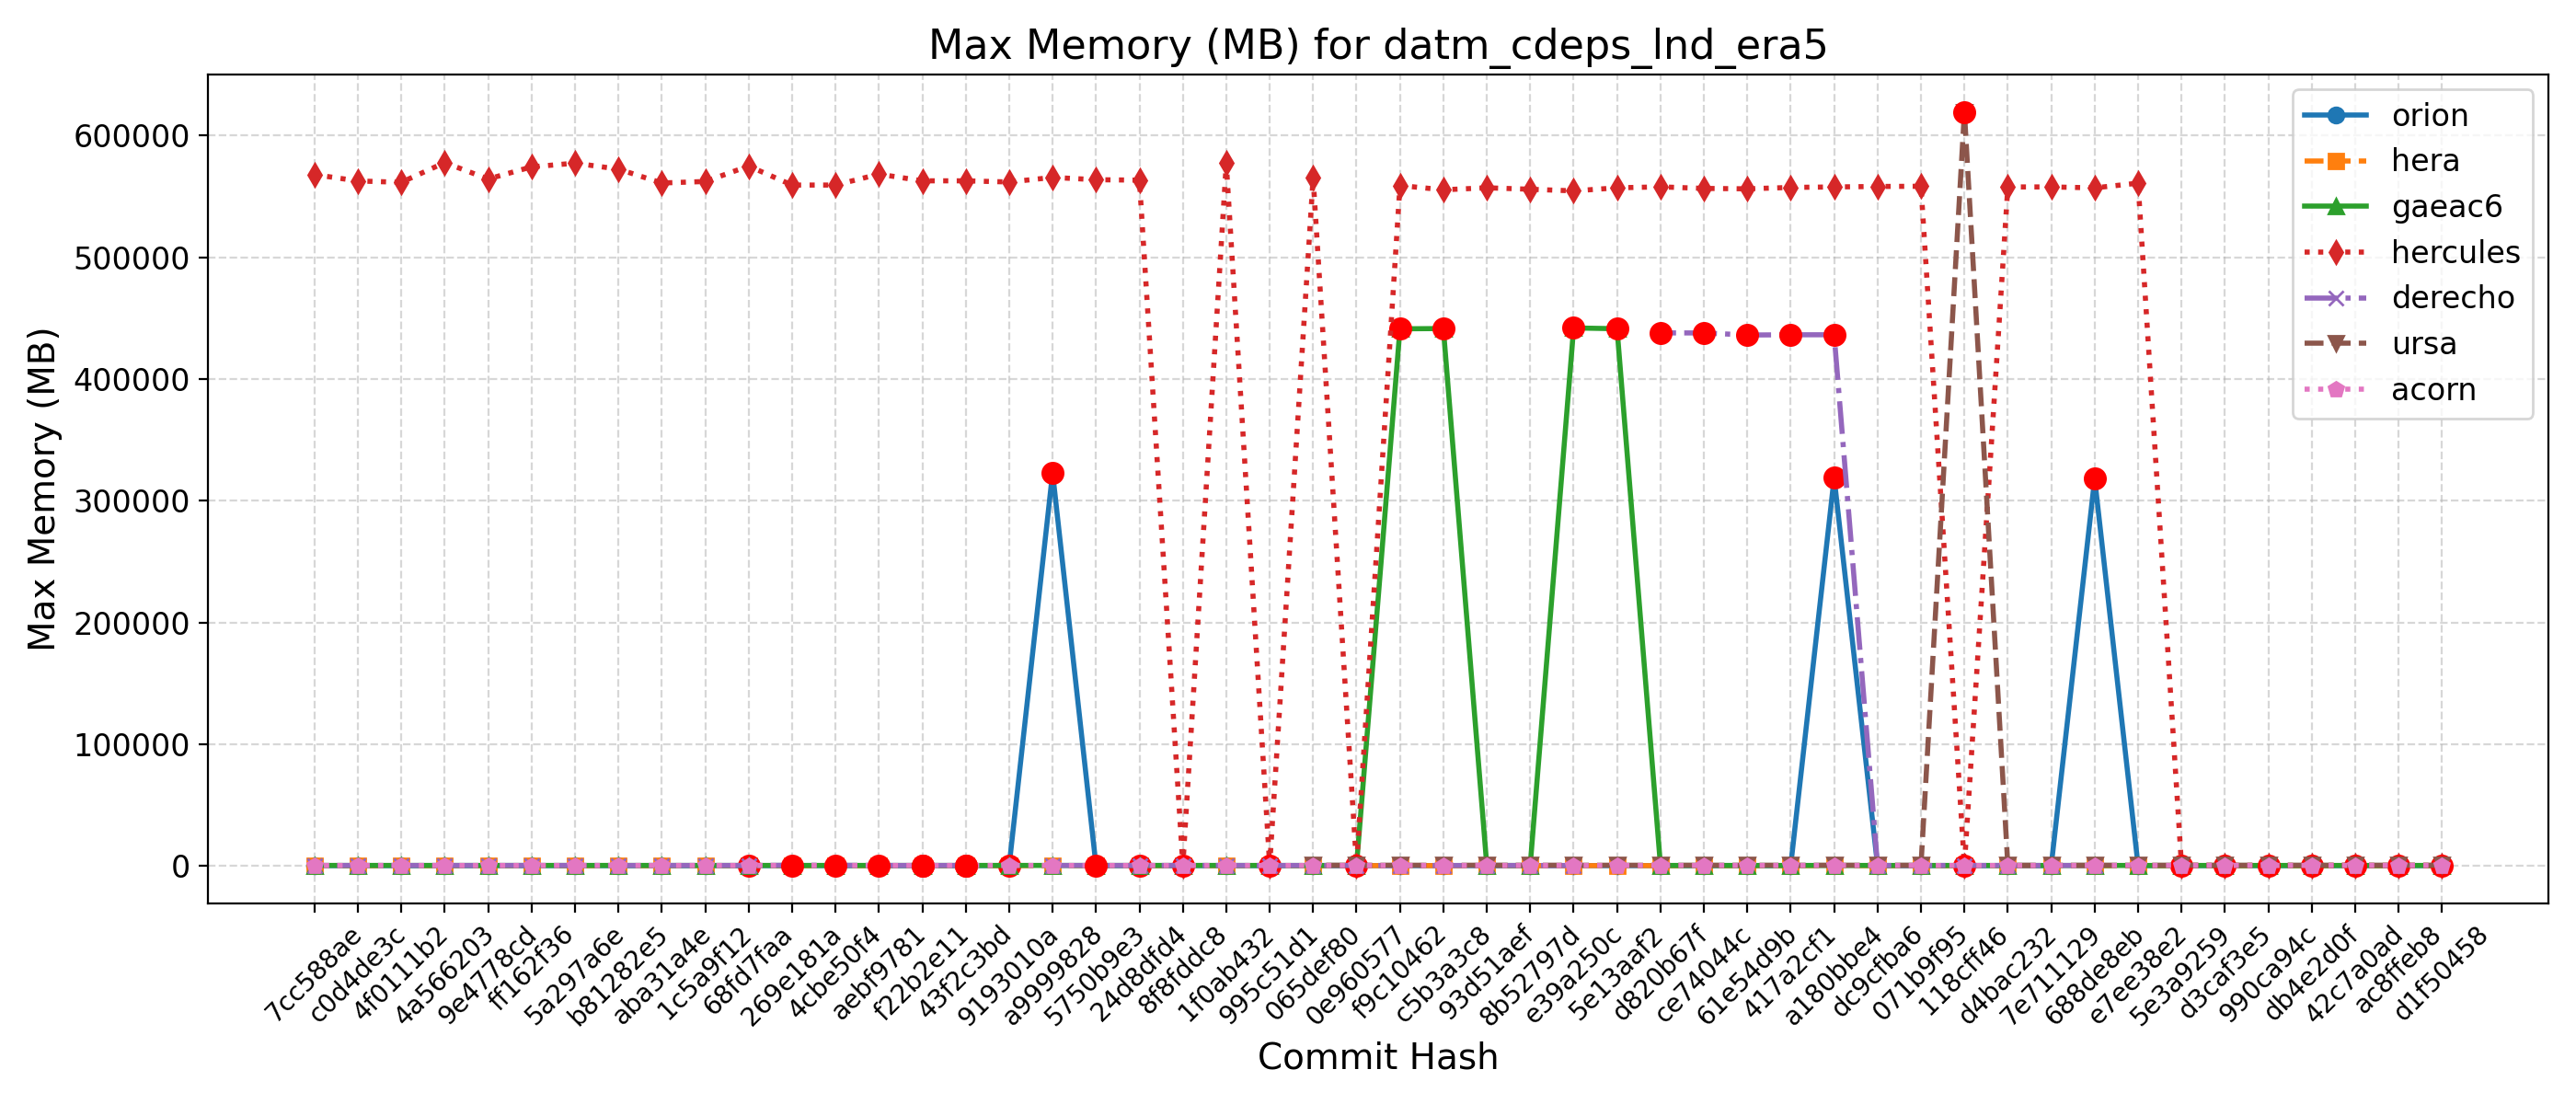 Max Memory (MB) for datm_cdeps_lnd_era5
Max Memory (MB)
600000
500000
400000
300000
200000
100000
0
orion
hera
gaeac6
hercules
derecho
ursa
acorn
7cc588ae
c0d4de3c
4f0111b2
4a566203
9e4778cd
ff162f36
5a297a6e
b81282e5
aba31a4e
1c5a9f12
68fd7faa
269e181a
4cbe50f4
aebf9781
f22b2e11
43f2c3bd
9193010a
a9999828
5750b9e3
24d8dfd4
8f8fddc8
1f0ab432
995c51d1
065def80
0e960577
f9c10462
c5b3a3c8
93d51aef
8b52797d
e39a250c
5e13aaf2
d820b67f
ce74044c
61e54d9b
417a2cf1
a180bbe4
dc9cfba6
071b9f95
118cff46
d4bac232
7e711129
688de8eb
e7ee38e2
5e3a9259
d3caf3e5
990ca94c
db4e2d0f
42c7a0ad
ac8ffeb8
d1f50458
Commit Hash